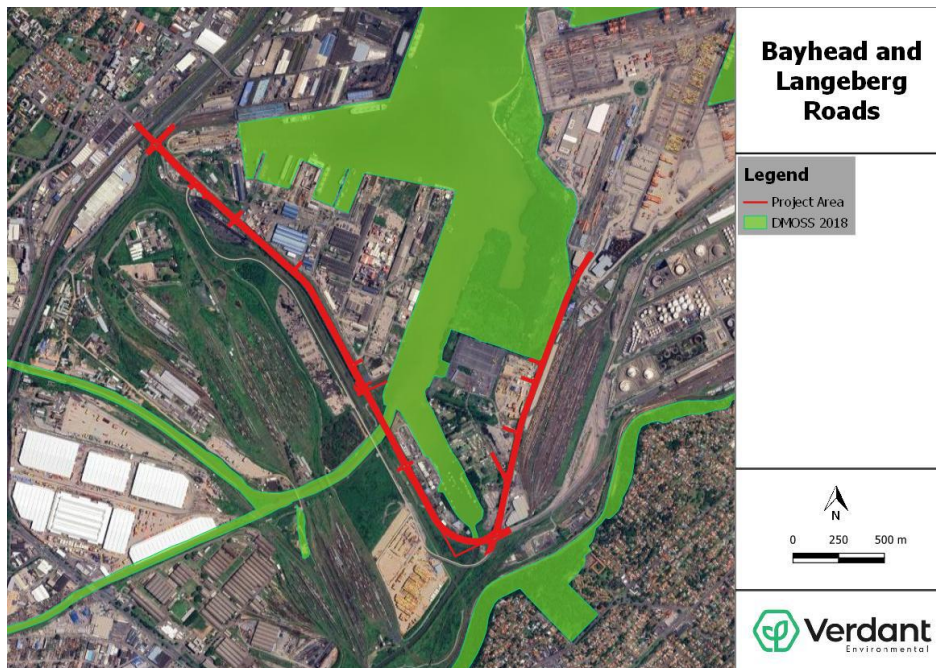 Bayhead and
Langeberg
Roads
Legend
Project Area
DMOSS 2018
N
0 250 500 m
Verdant
Environmental